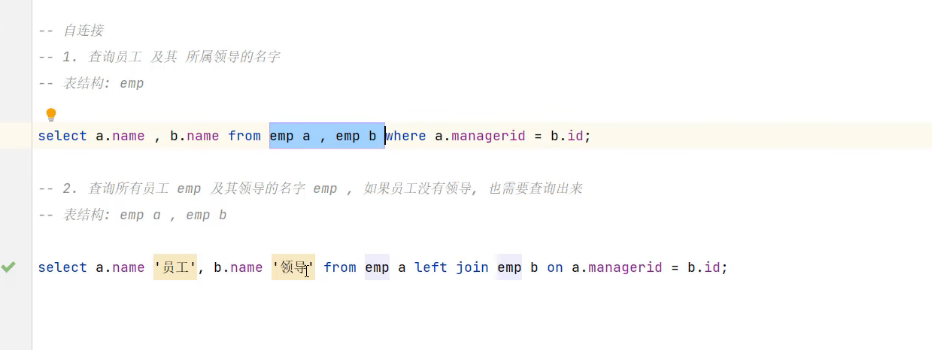 -- 自连接
-- 1. 查询员工 及其 所属领导的名字
-- 表结构: emp
select a.name , b.name from emp a , emp b where a.managerid = b.id;
-- 2. 查询所有员工 emp 及其领导的名字 emp , 如果员工没有领导, 也需要查询出来
-- 表结构: emp a , emp b
select a.name '员工', b.name '领导' from emp a left join emp b on a.managerid = b.id;